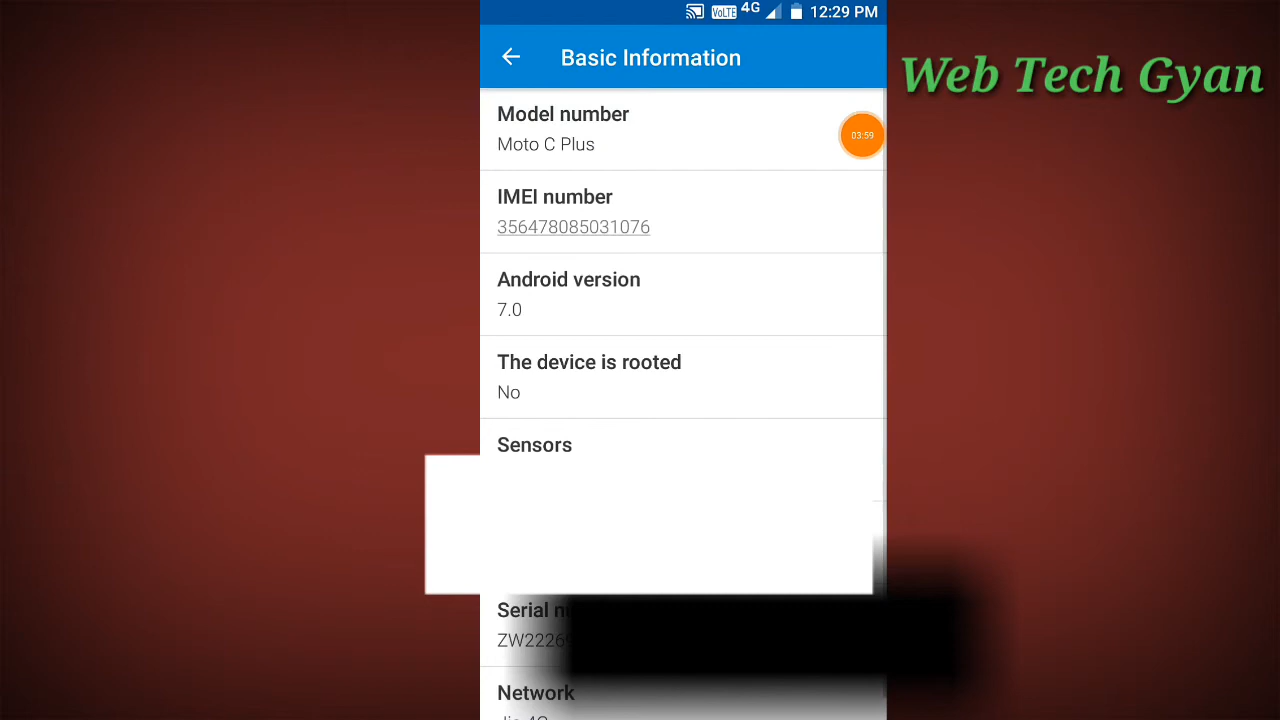 VoLTE 4G 12:29 PM
Basic Information
Web Tech Gyan
Model number
Moto C Plus
03:59
IMEI number
356478085031076
Android version
7.0
The device is rooted
No
Sensors
Serial
Network